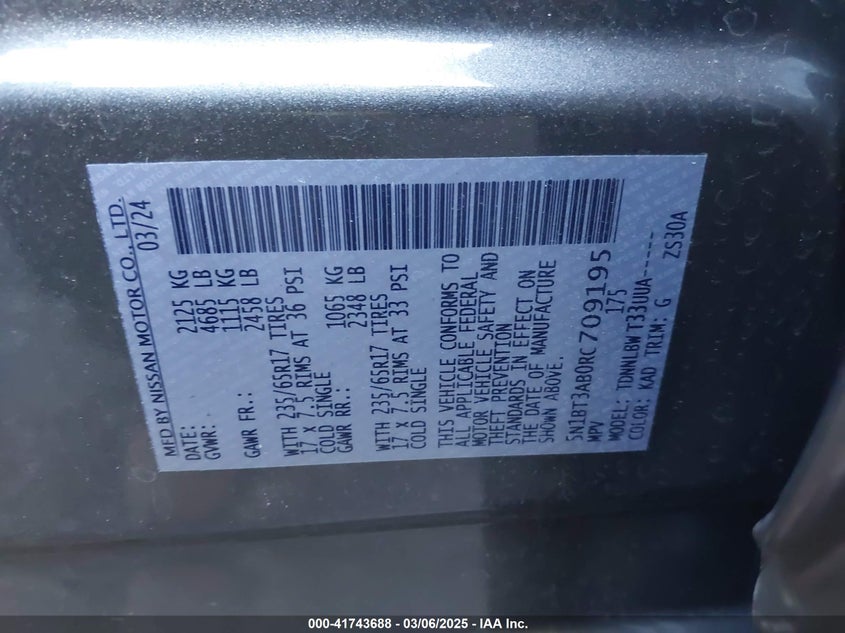 MFD BY NISSAN MOTOR CO., LTD.
DATE: 03/24
GVWR: 2125 KG
4685 LB
GAWR FR.: 1115 KG
2458 LB
WITH 235/65R17 TIRES
17 X 7.5 RIMS AT 36 PSI
COLD SINGLE
GAWR RR.: 1065 KG
2348 LB
WITH 235/65R17 TIRES
17 X 7.5 RIMS AT 33 PSI
COLD SINGLE
THIS VEHICLE CONFORMS TO
ALL APPLICABLE FEDERAL
MOTOR VEHICLE SAFETY AND
THEFT PREVENTION
STANDARDS IN EFFECT ON
THE DATE OF MANUFACTURE
SHOWN ABOVE.
5N1BT3AB0RC709195
MPV 175
MODEL: TDWNLBW T33UUA-----
COLOR: KAD TRIM: G ZS30A
000-41743688 - 03/06/2025 - IAA Inc.